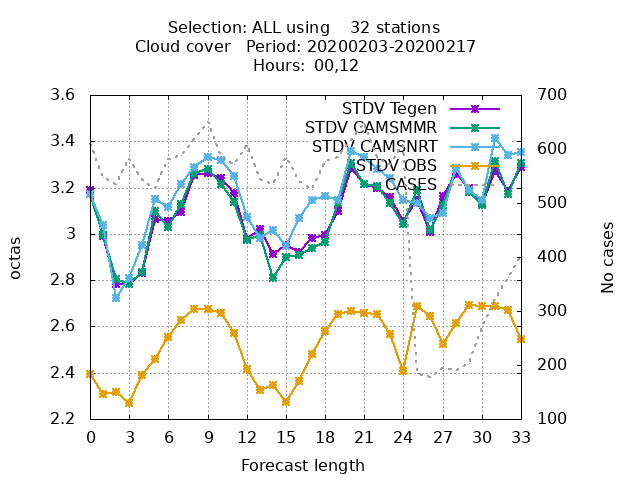 Selection: ALL using 32 stations
Cloud cover Period: 20200203-20200217
Hours: 00,12
3.6
3.4
3.2
3
2.8
2.6
2.4
2.2
octas
700
600
500
400
300
200
100
No cases
STDV Tegen
STDV CAMSMMR
STDV CAMSNRT
STDV OBS
CASES
0 3 6 9 12 15 18 21 24 27 30 33
Forecast length